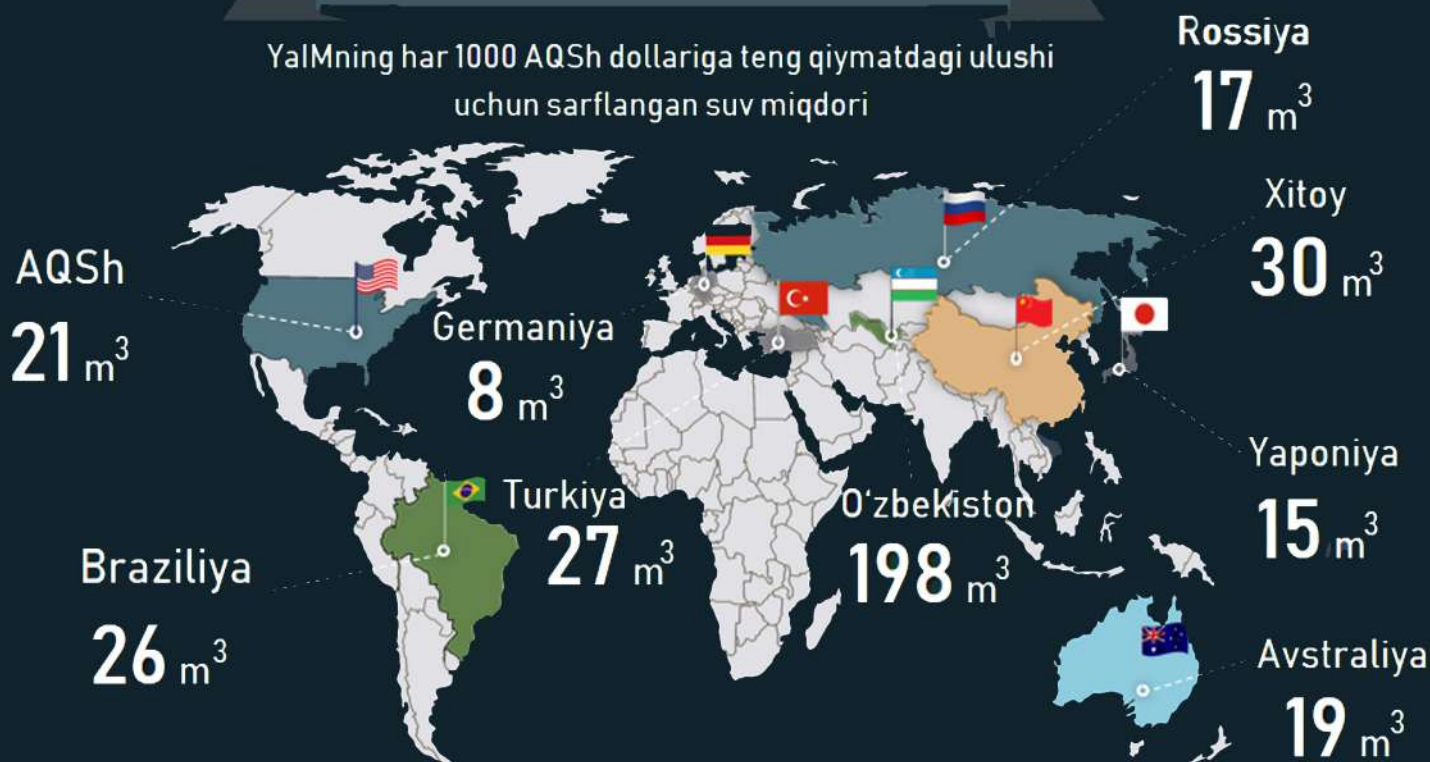 YaIMning har 1000 AQSh dollariga teng qiymatdagi ulushi
uchun sarflangan suv miqdori
Rossiya
17 m³
Xitoy
30 m³
AQSh
21 m³
Germaniya
8 m³
Yaponiya
15 m³
Turkiya
27 m³
O‘zbekiston
198 m³
Braziliya
26 m³
Avstraliya
19 m³